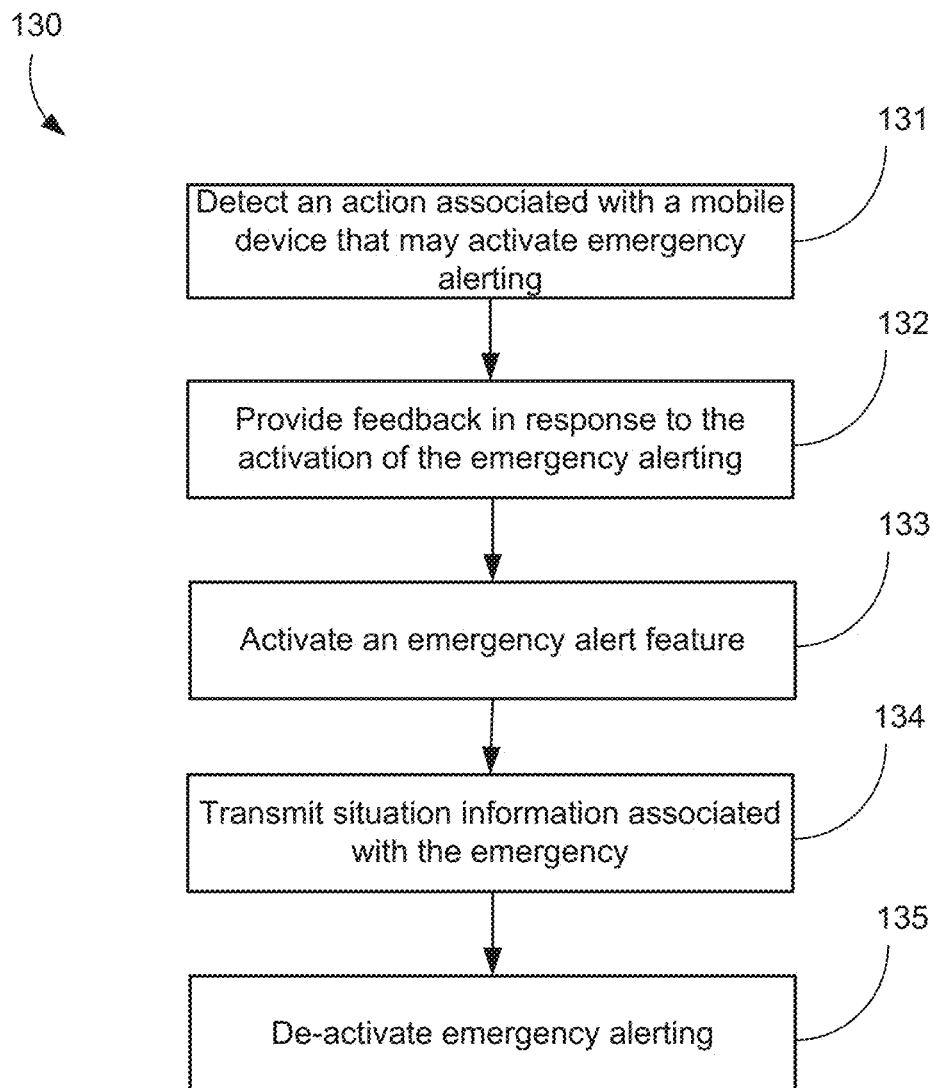 130
131
Detect an action associated with a mobile
device that may activate emergency
alerting
132
Provide feedback in response to the
activation of the emergency alerting
133
Activate an emergency alert feature
134
Transmit situation information associated
with the emergency
135
De-activate emergency alerting